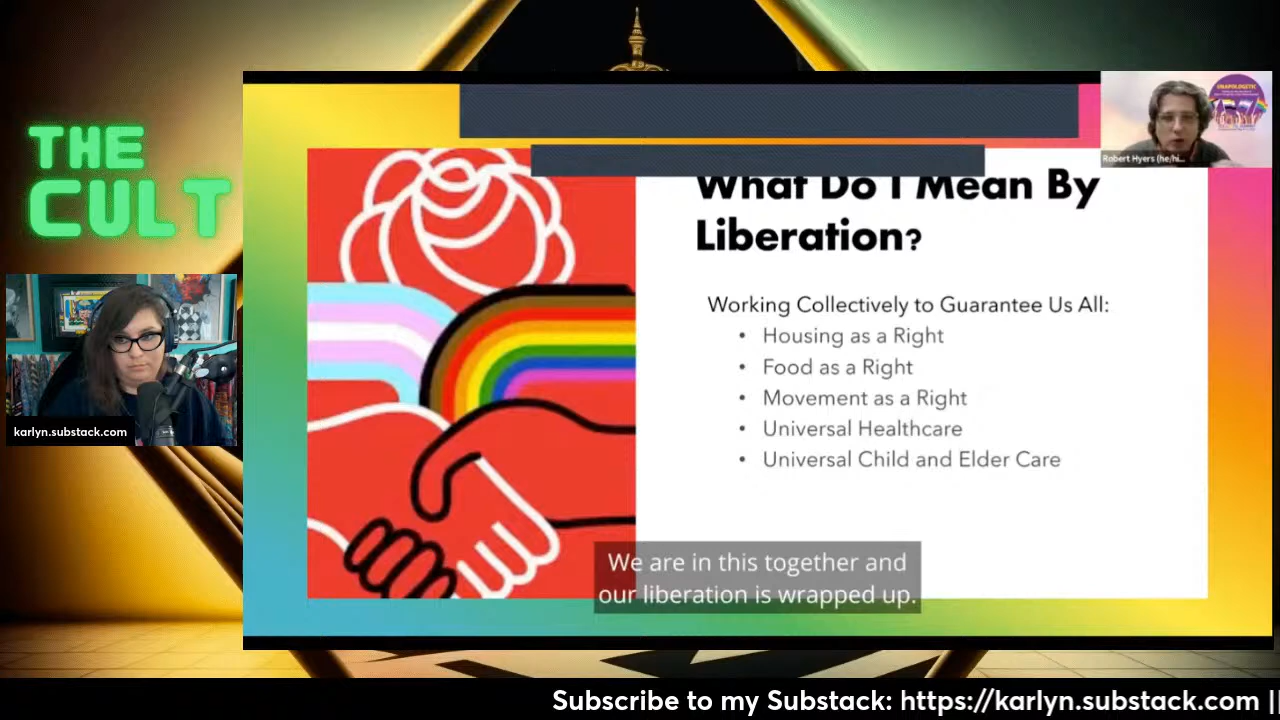 THE
CULT
karlyn.substack.com
UNAPOLOGETIC
Robert Hyers (he/hi...
What Do I Mean By
Liberation?
Working Collectively to Guarantee Us All:
• Housing as a Right
• Food as a Right
• Movement as a Right
• Universal Healthcare
• Universal Child and Elder Care
We are in this together and
our liberation is wrapped up.
Subscribe to my Substack: https://karlyn.substack.com ||